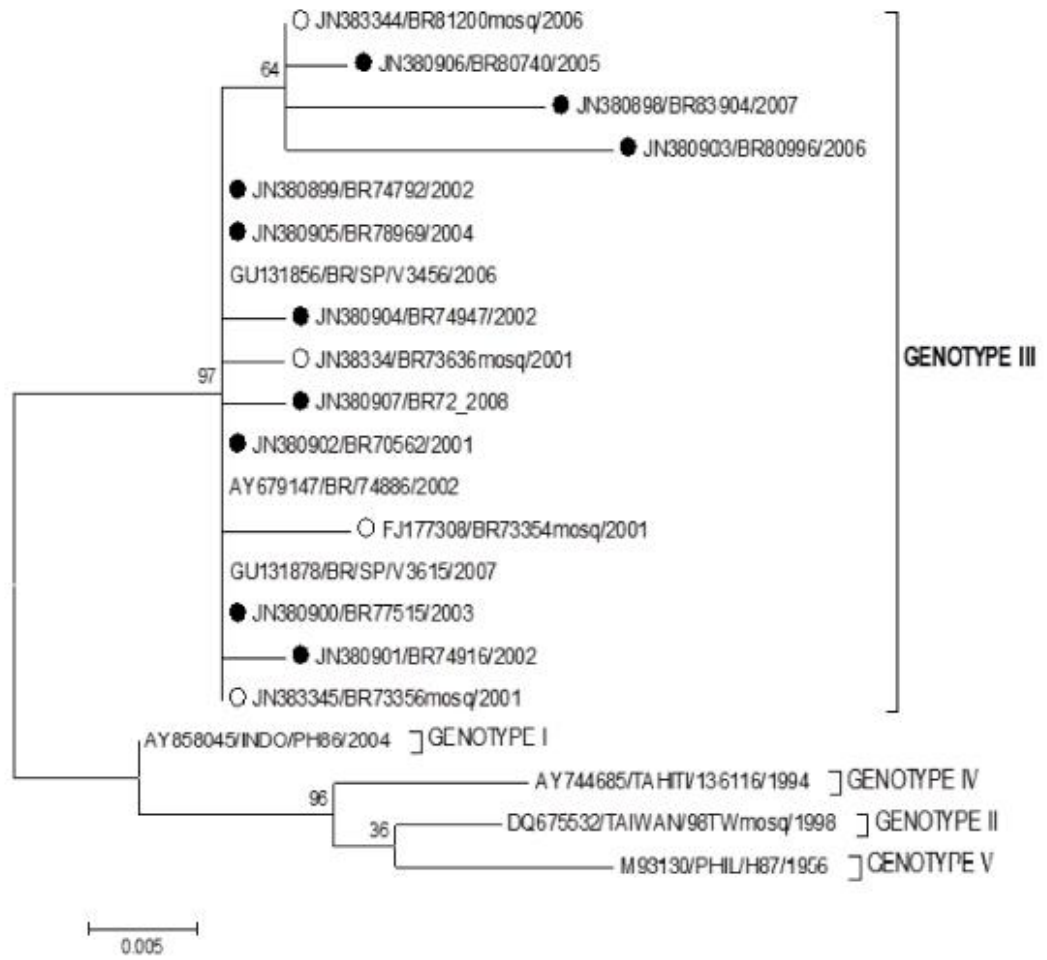 JN383344/BR81200mosq/2006
JN380906/BR80740/2005
64
JN380898/BR83904/2007
JN380903/BR80996/2006
JN380899/BR74792/2002
JN380905/BR78969/2004
GU131856/BR/SP/V3456/2006
JN380904/BR74947/2002
JN38334/BR73636mosq/2001
GENOTYPE III
97
JN380907/BR72_2008
JN380902/BR70562/2001
AY679147/BR/74886/2002
FJ177308/BR73354mosq/2001
GU131878/BR/SP/V3615/2007
JN380900/BR77515/2003
JN380901/BR74916/2002
JN383345/BR73356mosq/2001
AY858045/INDO/PH86/2004 GENOTYPE I
AY744685/TAHITI/136116/1994 GENOTYPE IV
96
DQ675532/TAIWAN/98TWmosq/1998 GENOTYPE II
36
M93130/PHIL/H87/1956 GENOTYPE V
0.005